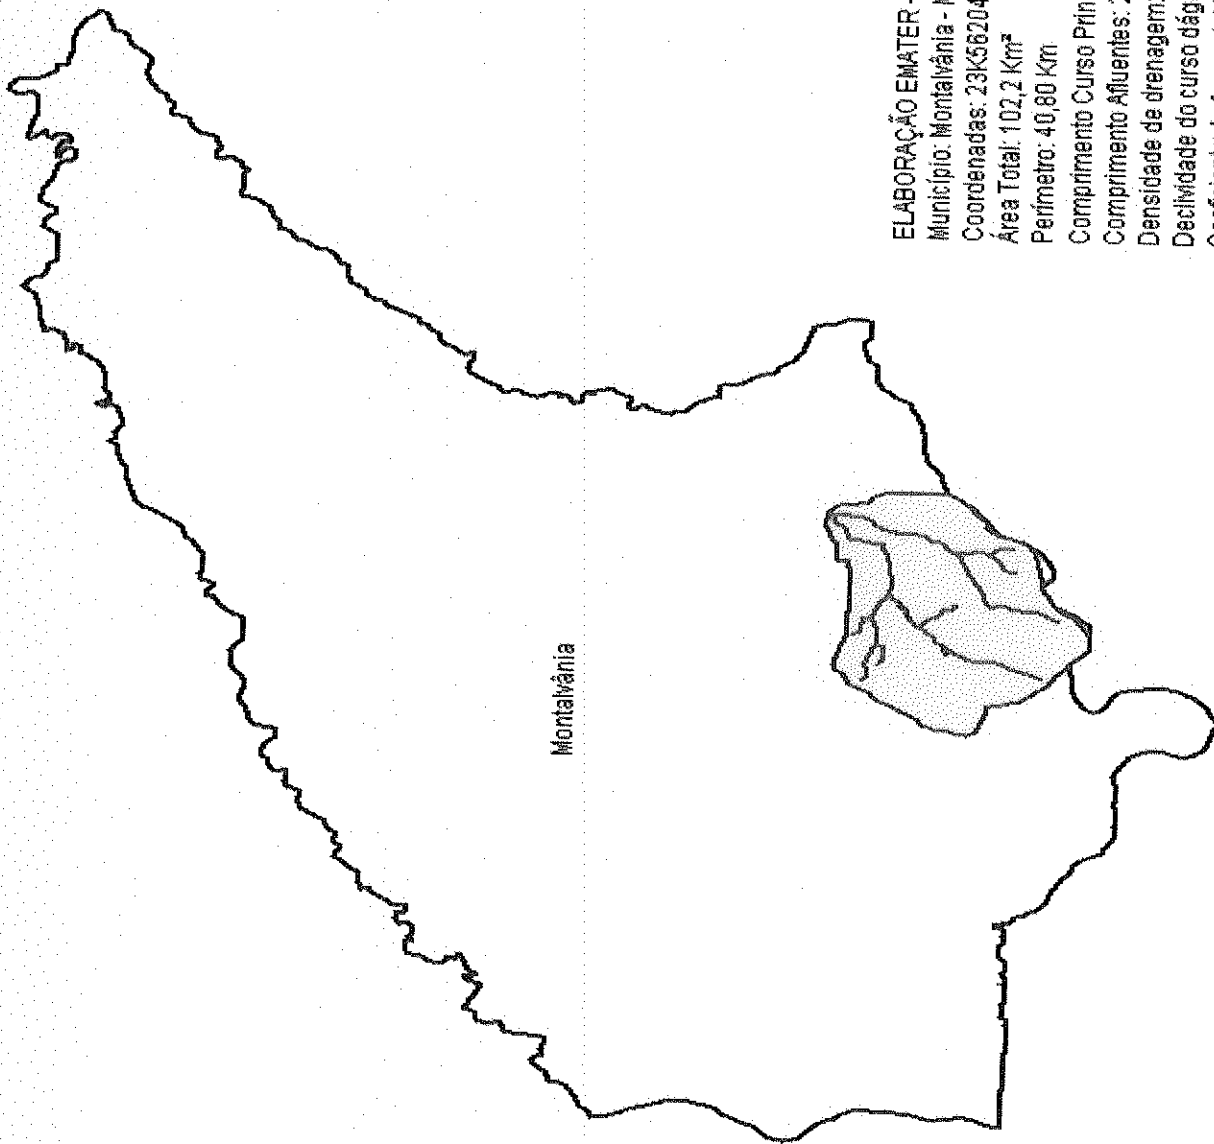 Montalvânia
ELABORAÇÃO EMATER -
Município: Montalvânia -
Coordenadas: 23K56204
Área Total: 102,2 Km²
Perímetro: 40,80 Km
Comprimento Curso Prin
Comprimento Afluentes: 2
Densidade de drenagem:
Declividade do curso dág